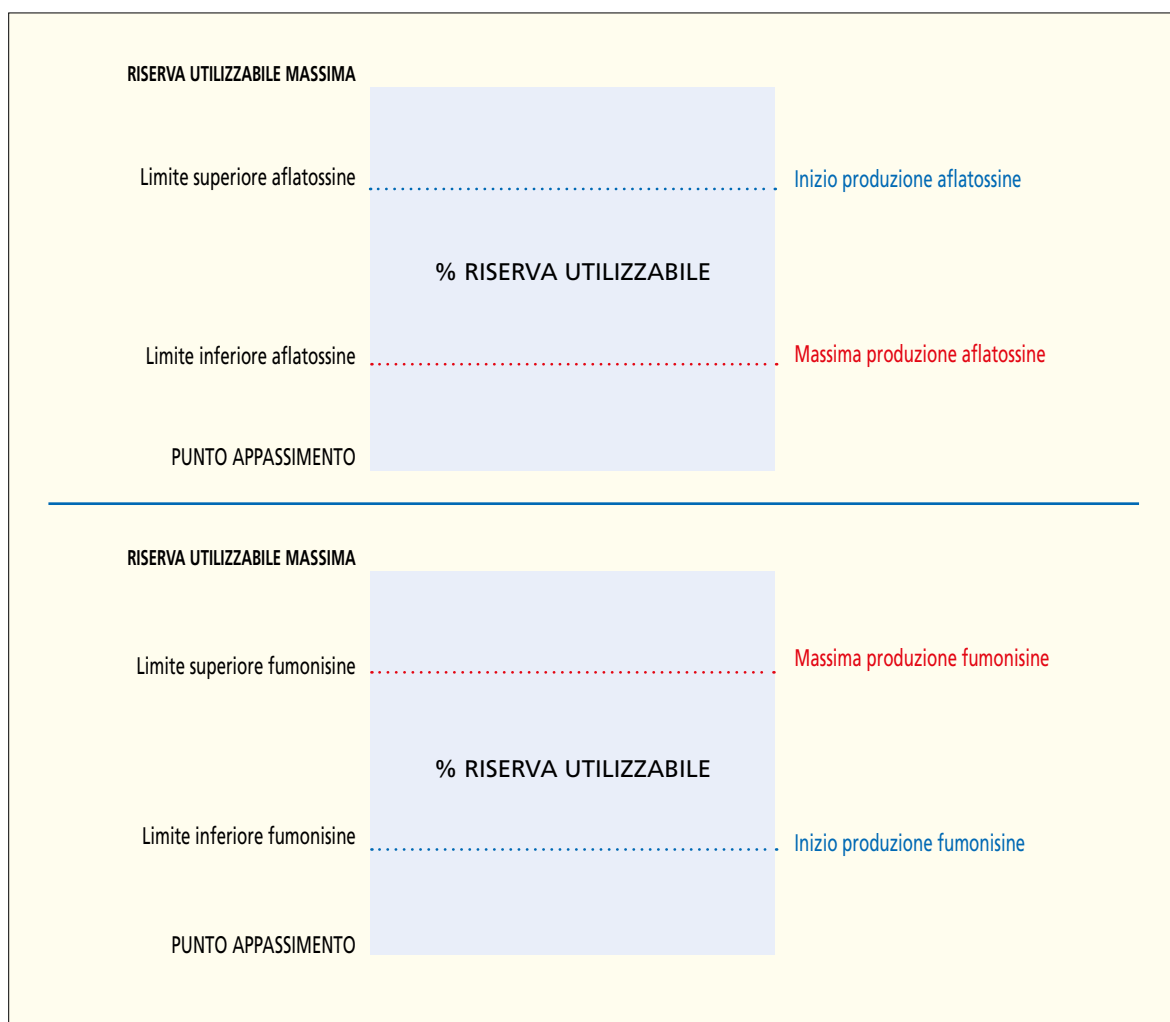 RISERVA UTILIZZABILE MASSIMA
Limite superiore aflatossine
Inizio produzione aflatossine
% RISERVA UTILIZZABILE
Limite inferiore aflatossine
Massima produzione aflatossine
PUNTO APPASSIMENTO
RISERVA UTILIZZABILE MASSIMA
Limite superiore fumonisine
Massima produzione fumonisine
% RISERVA UTILIZZABILE
Limite inferiore fumonisine
Inizio produzione fumonisine
PUNTO APPASSIMENTO